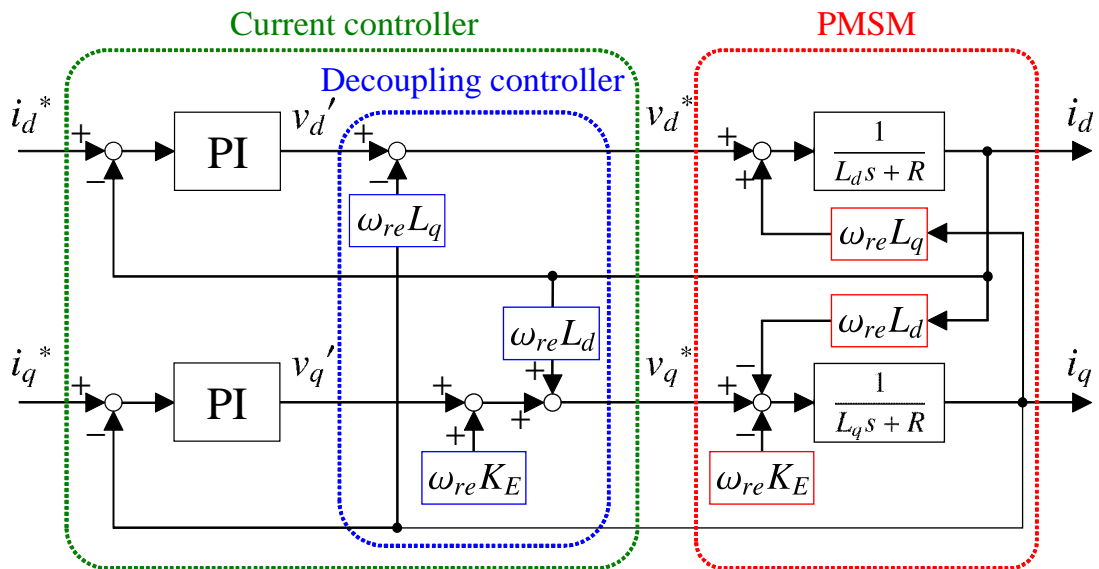 Current controller
PMSM
Decoupling controller
i_d* + − PI v_d′ + − v_d* + + 1/(L_d s + R) i_d
ω_re L_q
ω_re L_q
ω_re L_d
ω_re L_d
i_q* + − PI v_q′ + + + + v_q* + − − 1/(L_q s + R) i_q
ω_re K_E
ω_re K_E